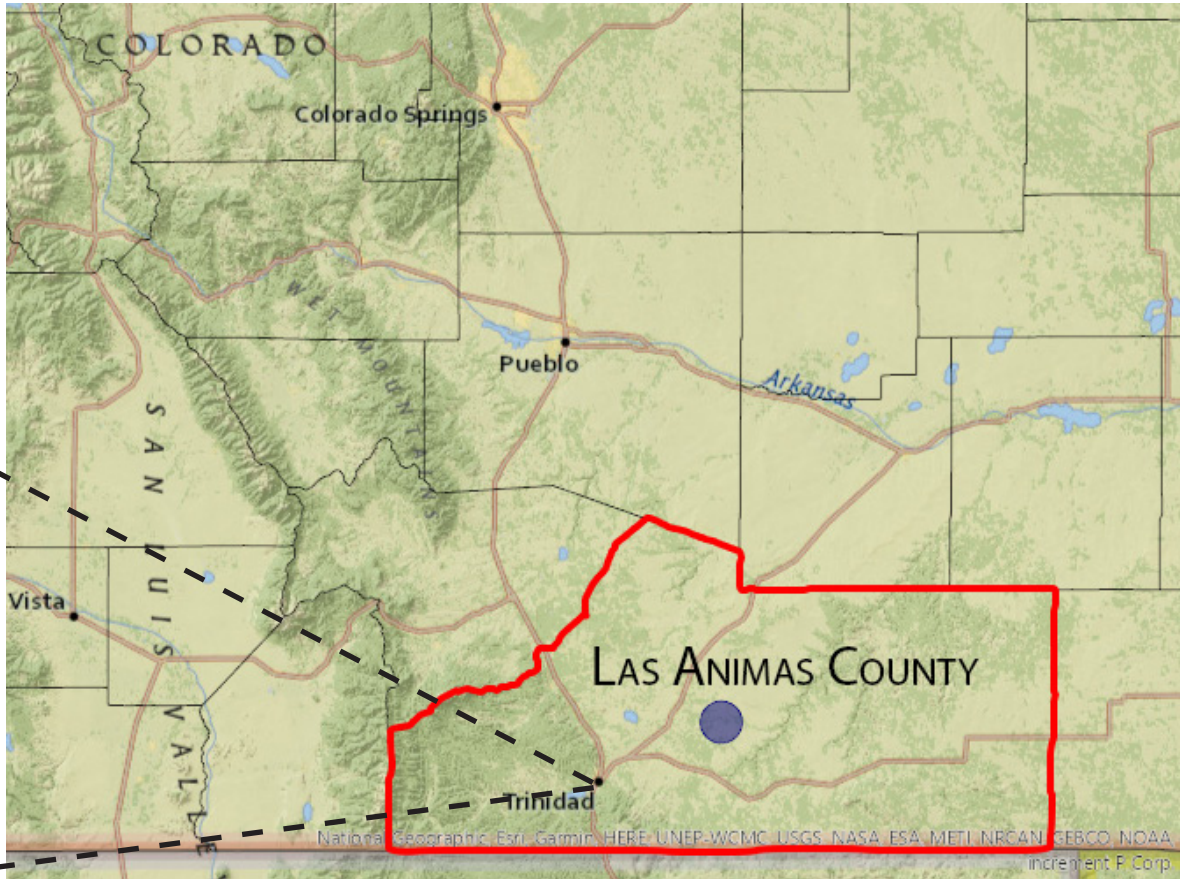 COLORADO
Colorado Springs
WET MOUNTAINS
Pueblo
Arkansas
SAN LUIS VALLE
Vista
LAS ANIMAS COUNTY
Trinidad
National Geographic, Esri, Garmin, HERE, UNEP-WCMC, USGS, NASA, ESA, METI, NRCAN, GEBCO, NOAA,
increment P Corp.